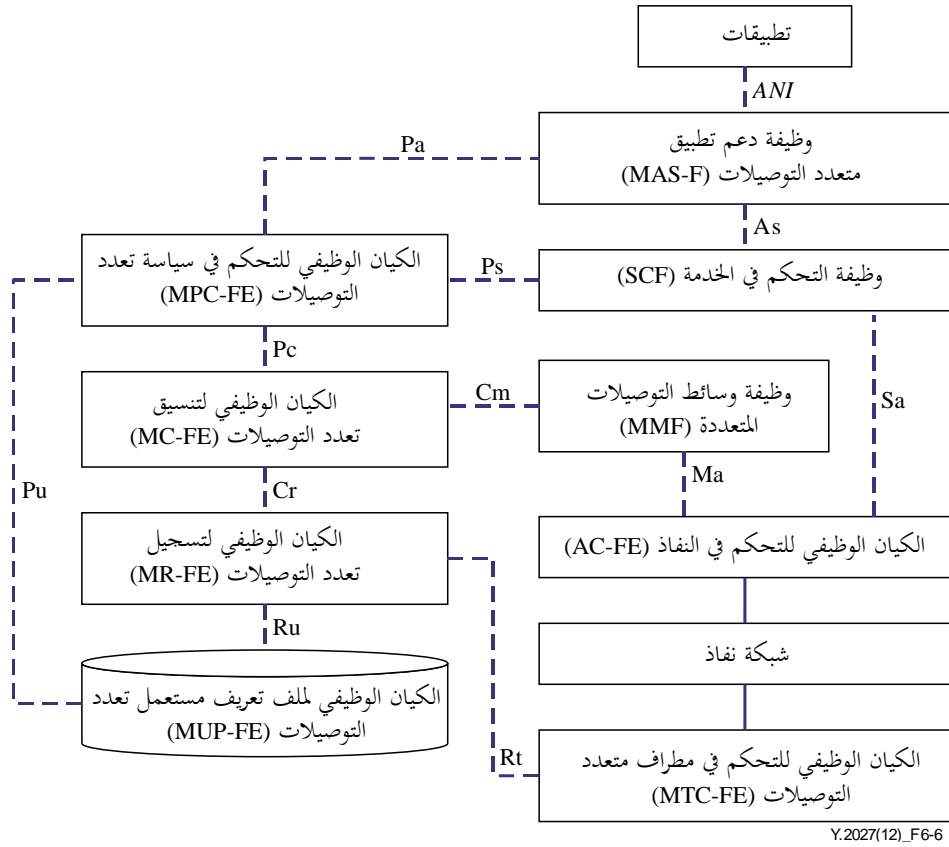 تطبيقات
ANI
Pa
وظيفة دعم تطبيق
متعدد التوصيلات (MAS-F)
As
الكيان الوظيفي للتحكم في سياسة تعدد
التوصيلات (MPC-FE)
Ps
وظيفة التحكم في الخدمة (SCF)
Pc
الكيان الوظيفي لتنسيق
تعدد التوصيلات (MC-FE)
Cm
وظيفة وسائط التوصيلات
المتعددة (MMF)
Sa
Pu
Cr
Ma
الكيان الوظيفي لتسجيل
تعدد التوصيلات (MR-FE)
الكيان الوظيفي للتحكم في النفاذ (AC-FE)
Ru
شبكة نفاذ
الكيان الوظيفي لملف تعريف مستعمل تعدد
التوصيلات (MUP-FE)
Rt
الكيان الوظيفي للتحكم في مطراف متعدد
التوصيلات (MTC-FE)
Y.2027(12)_F6-6